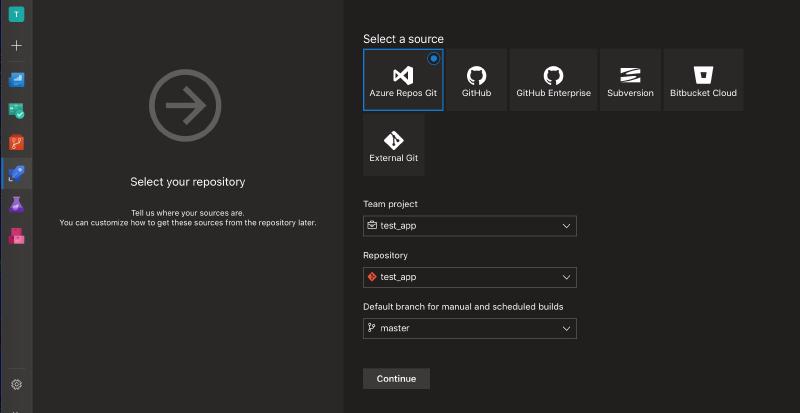 T
Select your repository
Tell us where your sources are.
You can customize how to get these sources from the repository later.
Select a source
Azure Repos Git
GitHub
GitHub Enterprise
Subversion
Bitbucket Cloud
External Git
Team project
test_app
Repository
test_app
Default branch for manual and scheduled builds
master
Continue